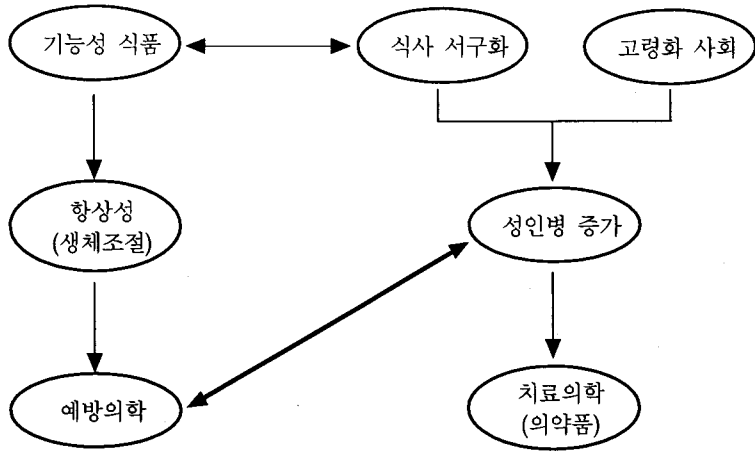 기능성 식품
식사 서구화
고령화 사회
항상성
(생체조절)
성인병 증가
예방의학
치료의학
(의약품)